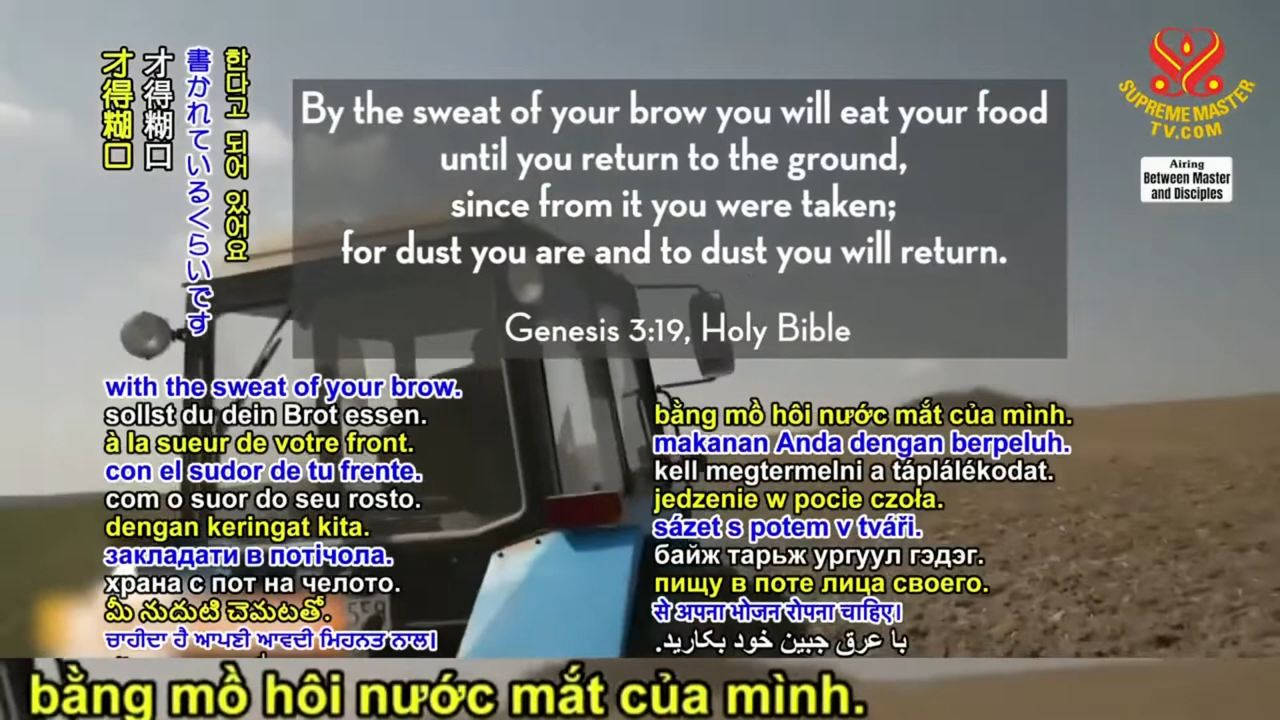 才得糊口
才得糊口
書かれているくらいです
한다고 되어 있어요
By the sweat of your brow you will eat your food
until you return to the ground,
since from it you were taken;
for dust you are and to dust you will return.
Genesis 3:19, Holy Bible
SUPREME MASTER
TV.COM
Airing
Between Master
and Disciples
with the sweat of your brow.
sollst du dein Brot essen.
à la sueur de votre front.
con el sudor de tu frente.
com o suor do seu rosto.
dengan keringat kita.
закладати в потічола.
храна с пот на челото.
మీ నుదుటి చెమటతో.
ਚਾਹੀਦਾ ਹੈ ਆਪਣੀ ਆਵਦੀ ਮਿਹਨਤ ਨਾਲ।
bằng mồ hôi nước mắt của mình.
makanan Anda dengan berpeluh.
kell megtermelni a táplálékodat.
jedzenie w pocie czoła.
sázet s potem v tváři.
байж тарьж ургуул гэдэг.
пищу в поте лица своего.
से अपना भोजन रोपना चाहिए।
با عرق جبین خود بکارید.
bằng mồ hôi nước mắt của mình.